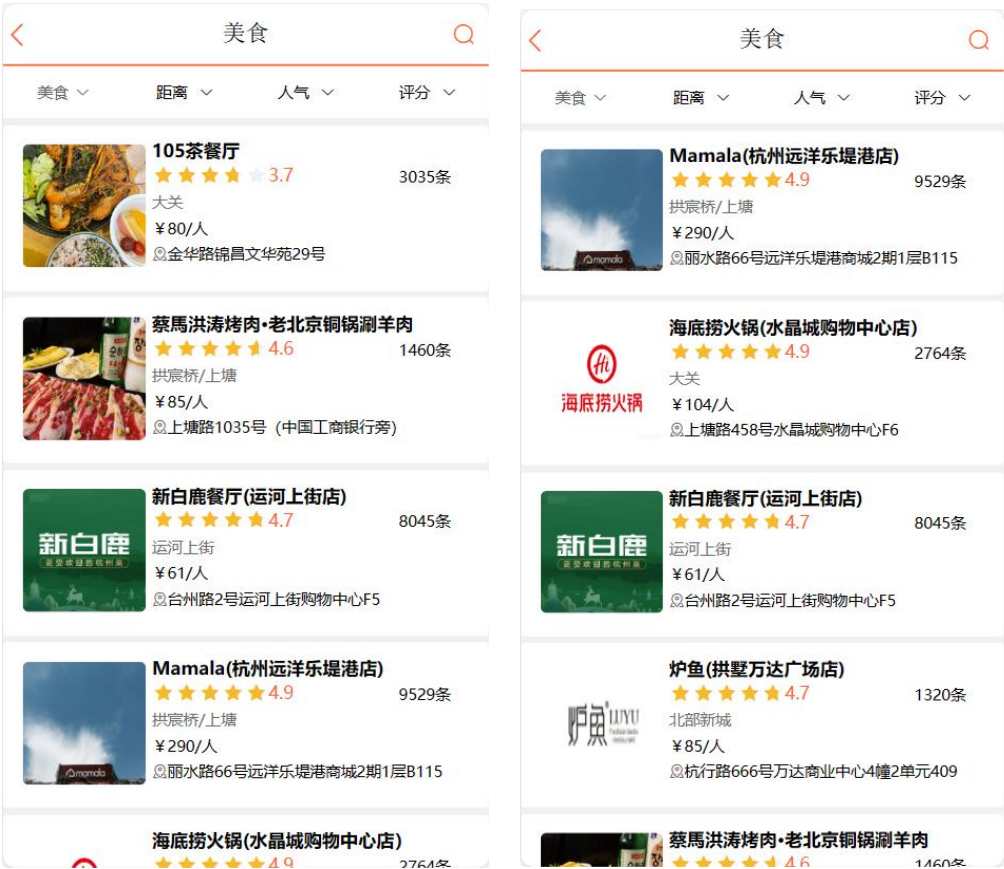 美食
美食
距离
人气
评分
105茶餐厅
3.7
3035条
大关
￥80/人
金华路锦昌文华苑29号
蔡馬洪涛烤肉·老北京铜锅涮羊肉
4.6
1460条
拱宸桥/上塘
￥85/人
上塘路1035号（中国工商银行旁）
新白鹿
新白鹿餐厅(运河上街店)
4.7
8045条
运河上街
￥61/人
台州路2号运河上街购物中心F5
mamala
Mamala(杭州远洋乐堤港店)
4.9
9529条
拱宸桥/上塘
￥290/人
丽水路66号远洋乐堤港商城2期1层B115
海底捞火锅(水晶城购物中心店)
4.9
2764条
美食
美食
距离
人气
评分
mamala
Mamala(杭州远洋乐堤港店)
4.9
9529条
拱宸桥/上塘
￥290/人
丽水路66号远洋乐堤港商城2期1层B115
Hi
海底捞火锅
海底捞火锅(水晶城购物中心店)
4.9
2764条
大关
￥104/人
上塘路458号水晶城购物中心F6
新白鹿
新白鹿餐厅(运河上街店)
4.7
8045条
运河上街
￥61/人
台州路2号运河上街购物中心F5
炉魚
LUYU
炉鱼(拱墅万达广场店)
4.7
1320条
北部新城
￥85/人
杭行路666号万达商业中心4幢2单元409
蔡馬洪涛烤肉·老北京铜锅涮羊肉
4.6
1460条